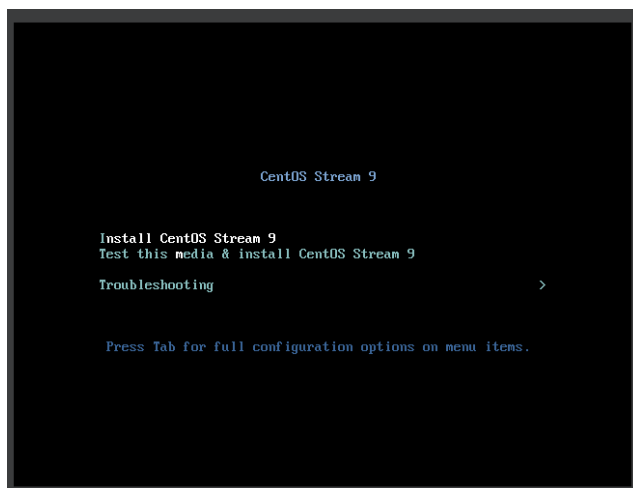 CentOS Stream 9
Install CentOS Stream 9
Test this media & install CentOS Stream 9
Troubleshooting >
Press Tab for full configuration options on menu items.